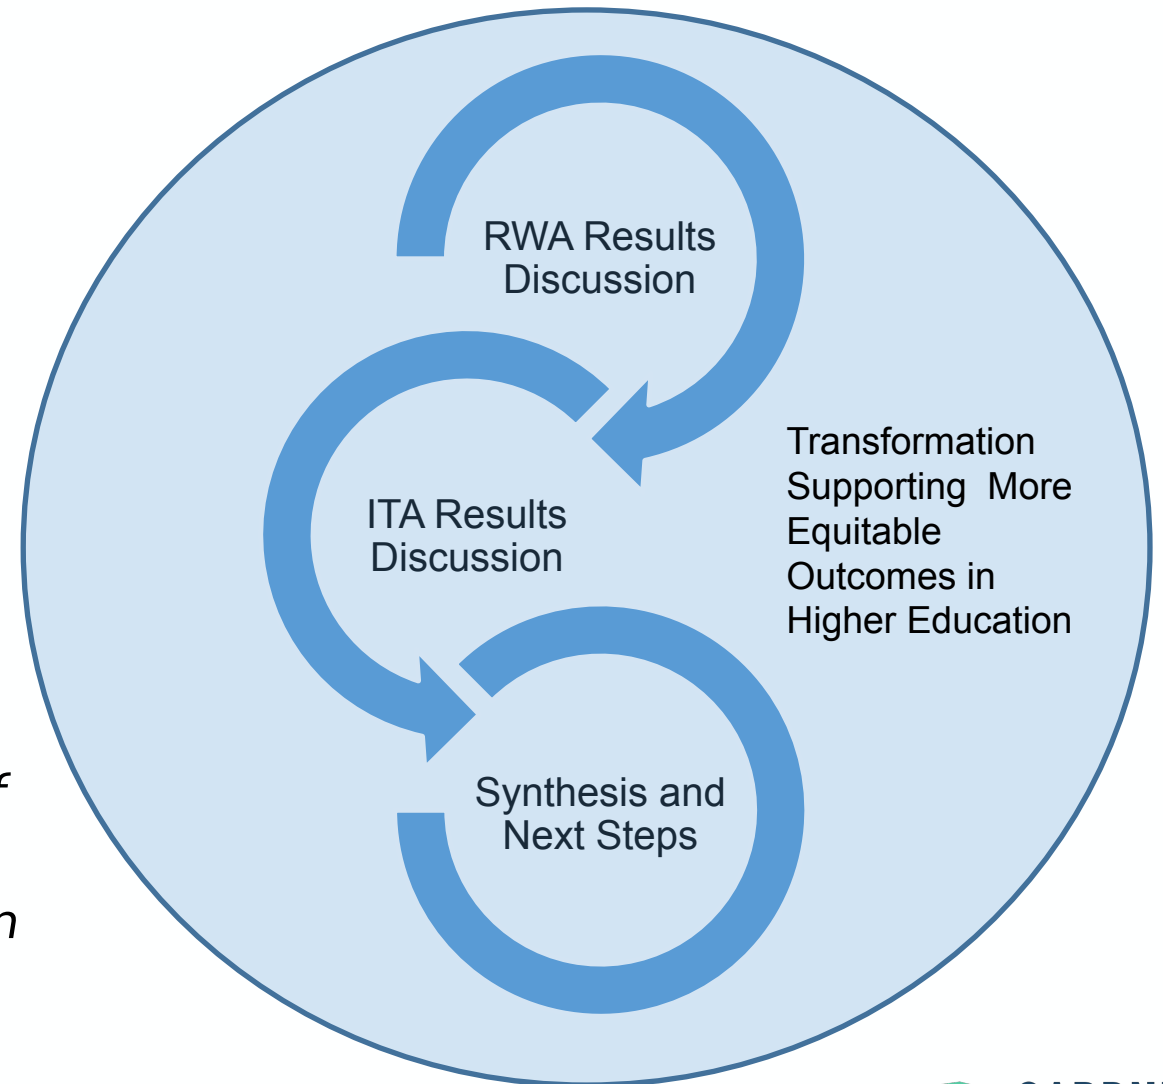 RWA Results
Discussion
ITA Results
Discussion
Transformation
Supporting  More
Equitable
Outcomes in
Higher Education
Synthesis and
Next Steps